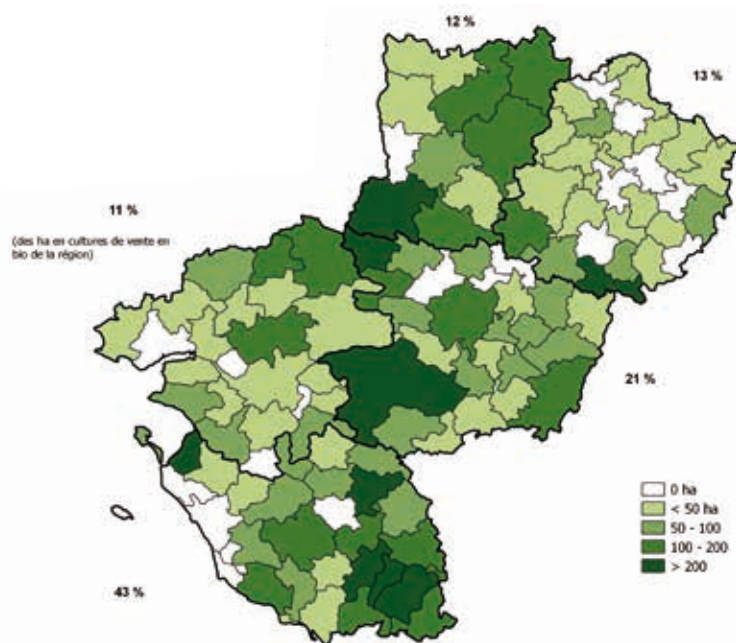 12 %
13 %
11 %
(des ha en cultures de vente en
bio de la région)
21 %
43 %
0 ha
< 50 ha
50 - 100
100 - 200
> 200